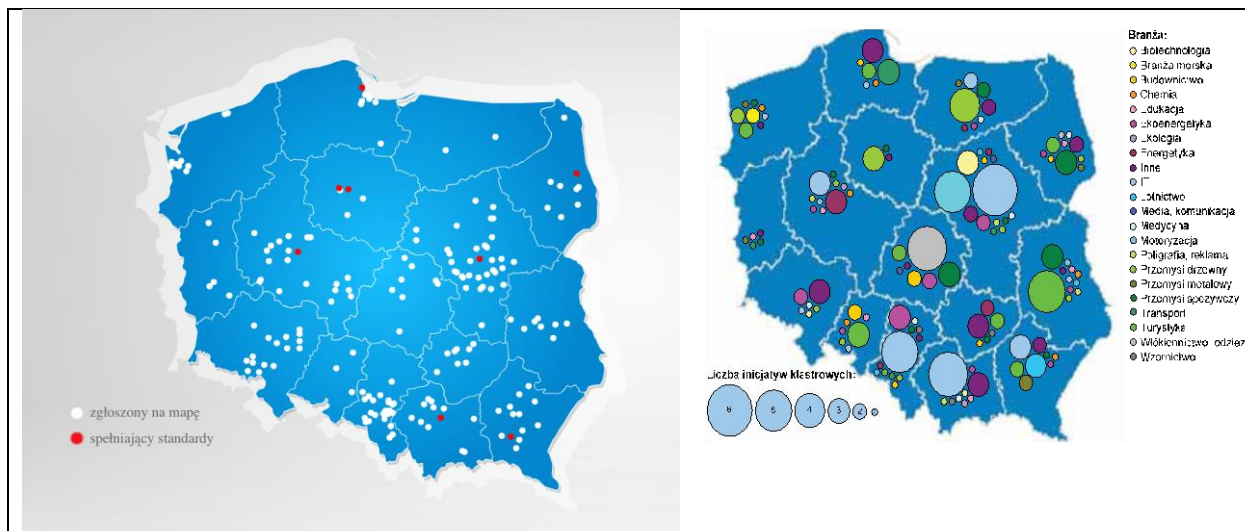 zgłoszony na mapę
spełniający standardy
Branża:
Biotechnologia
Branża morska
Budownictwo
Chemia
Edukacja
Ekoenergetyka
Ekologia
Energetyka
Inne
IT
Lotnictwo
Media, komunikacja
Medycyna
Motoryzacja
Poligrafia, reklama
Przemysł drzewny
Przemysł metalowy
Przemysł spożywczy
Transport
Turystyka
Włókiennictwo odzież
Wzornictwo
Liczba inicjatyw klastrowych:
6 5 4 3 2